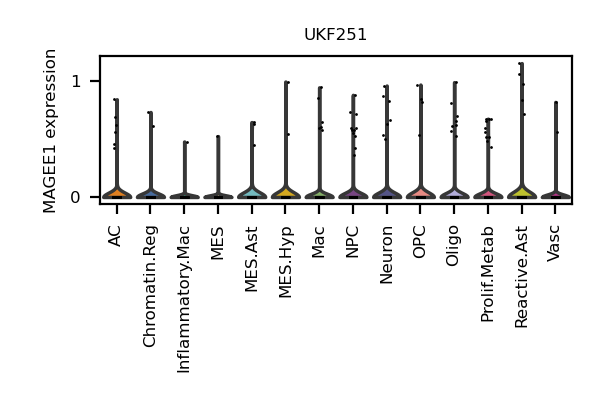 UKF251
MAGEE1 expression
1
0
AC
Chromatin.Reg
Inflammatory.Mac
MES
MES.Ast
MES.Hyp
Mac
NPC
Neuron
OPC
Oligo
Prolif.Metab
Reactive.Ast
Vasc